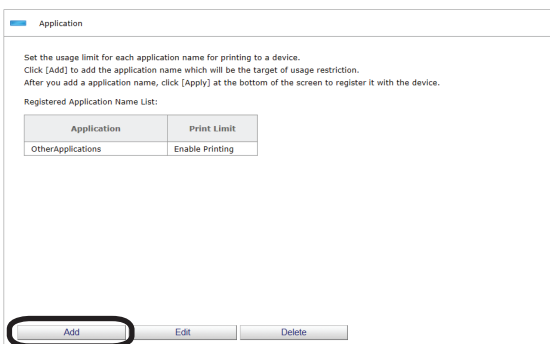 Application
Set the usage limit for each application name for printing to a device.
Click [Add] to add the application name which will be the target of usage restriction.
After you add a application name, click [Apply] at the bottom of the screen to register it with the device.
Registered Application Name List:
Application Print Limit
OtherApplications Enable Printing
Add Edit Delete